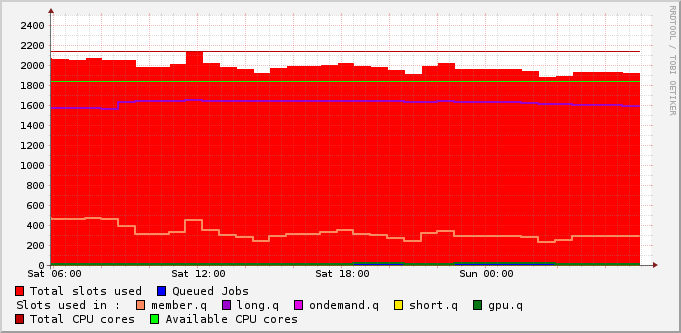 RRDTOOL / TOBI OETIKER
2400
2200
2000
1800
1600
1400
1200
1000
800
600
400
200
0
Sat 06:00 Sat 12:00 Sat 18:00 Sun 00:00
Total slots used Queued Jobs
Slots used in : member.q long.q ondemand.q short.q gpu.q
Total CPU cores Available CPU cores